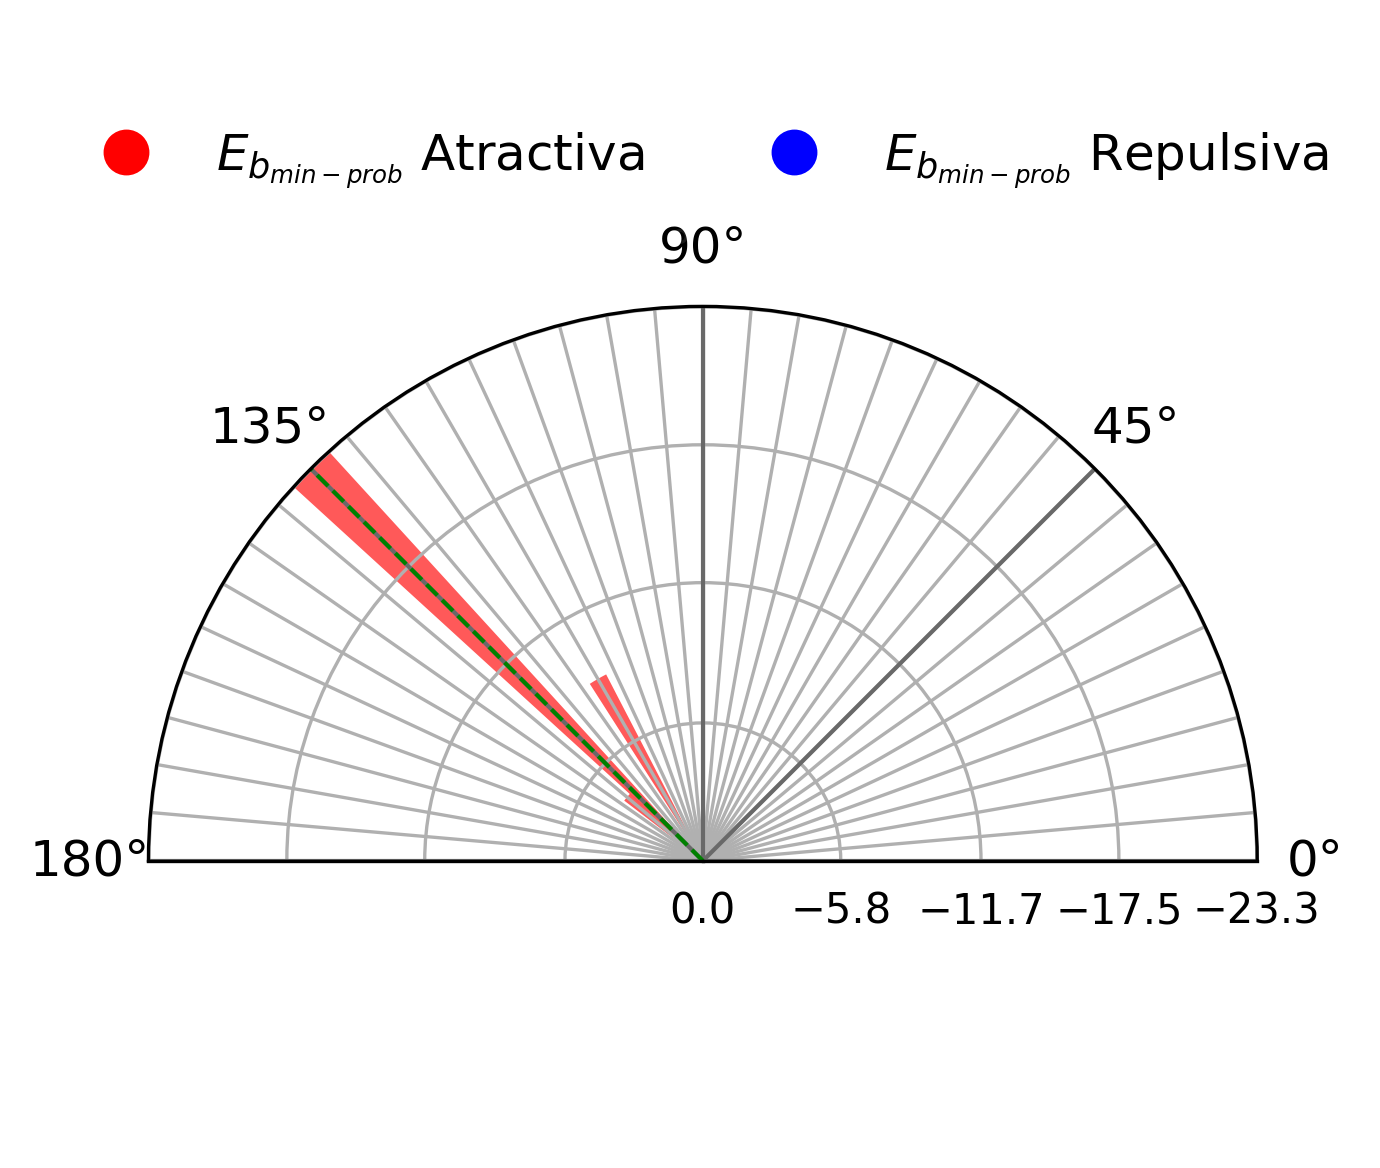 E_{b_{min−prob}} Atractiva E_{b_{min−prob}} Repulsiva
90°
135° 45°
180° 0°
0.0 −5.8 −11.7 −17.5 −23.3